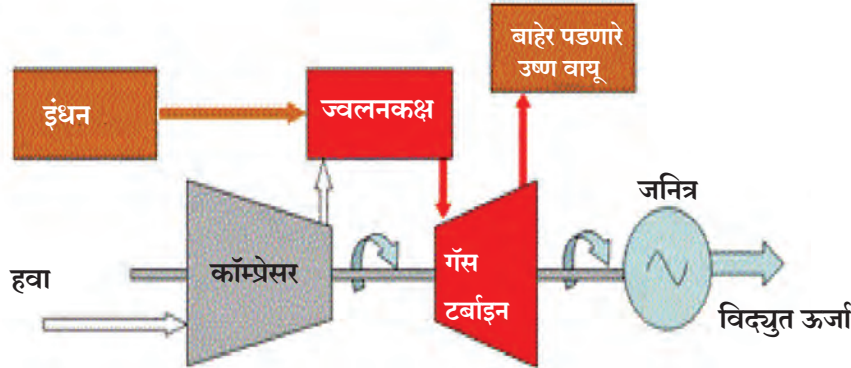 बाहेर पडणारे
उष्ण वायू
इंधन
ज्वलनकक्ष
जनित्र
हवा
कॉम्प्रेसर
गॅस
टर्बाइन
विद्युत ऊर्जा